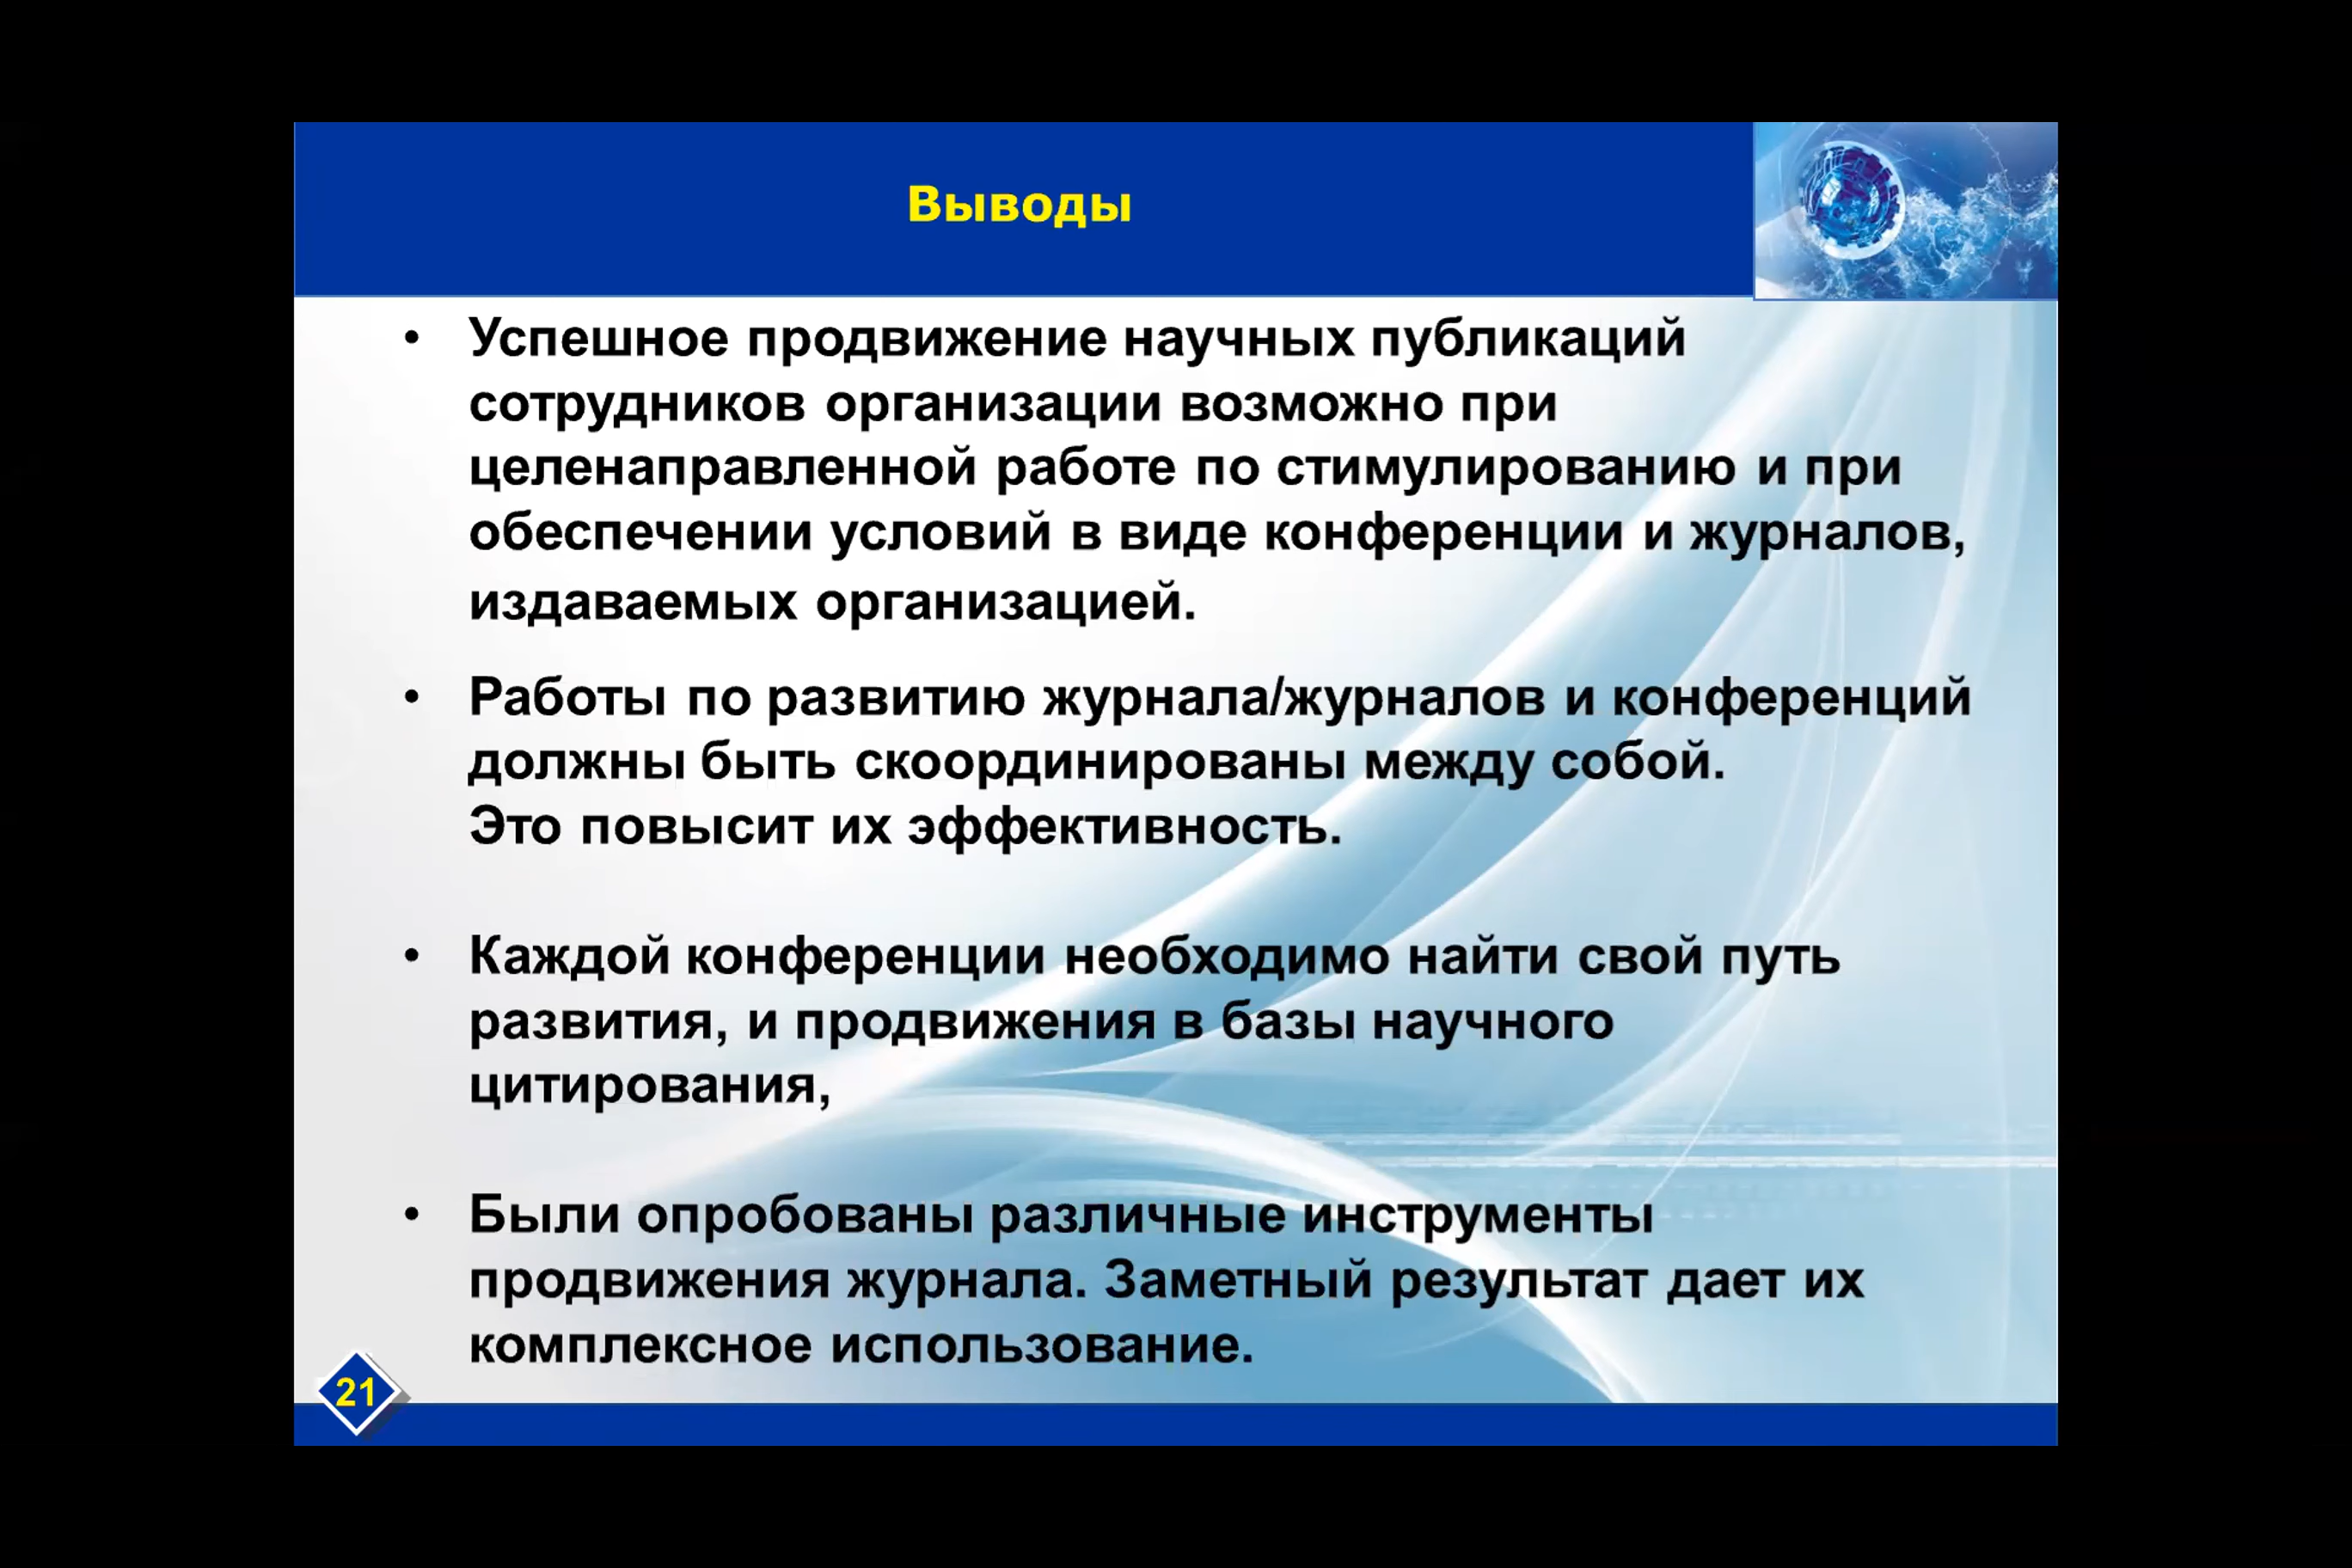 Выводы
• Успешное продвижение научных публикаций
сотрудников организации возможно при
целенаправленной работе по стимулированию и при
обеспечении условий в виде конференции и журналов,
издаваемых организацией.
• Работы по развитию журнала/журналов и конференций
должны быть скоординированы между собой.
Это повысит их эффективность.
• Каждой конференции необходимо найти свой путь
развития, и продвижения в базы научного
цитирования,
• Были опробованы различные инструменты
продвижения журнала. Заметный результат дает их
комплексное использование.
21